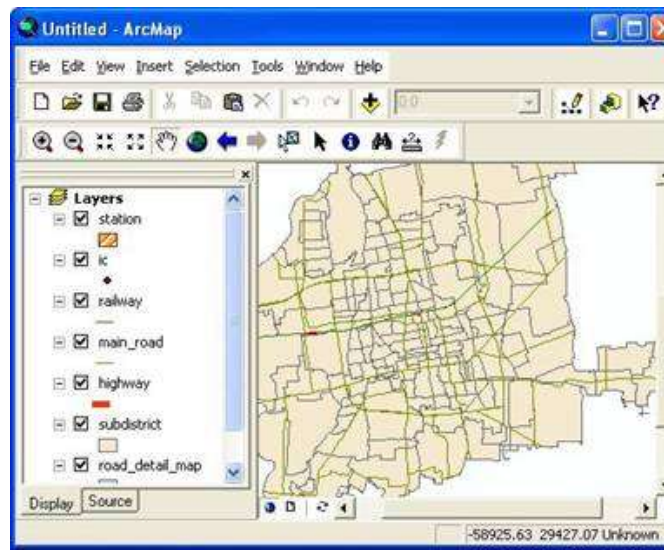 Untitled - ArcMap
File Edit View Insert Selection Tools Window Help
Layers
station
ic
railway
main_road
highway
subdistrict
road_detail_map
Display Source
-58925.63 29427.07 Unknown